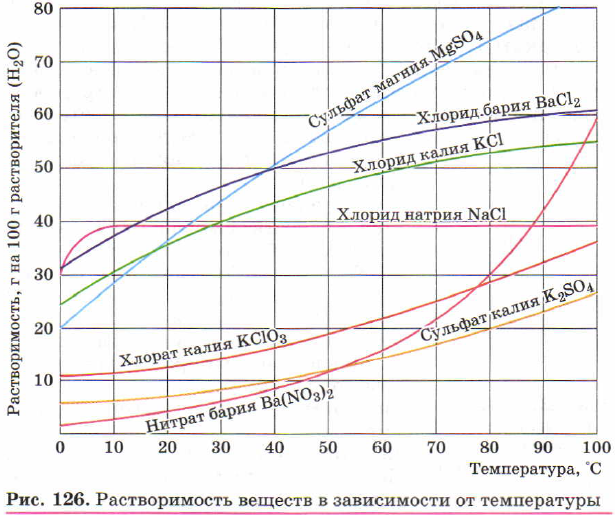 Растворимость, г на 100 г растворителя (H₂O)
80
70
60
50
40
30
20
10
Сульфат магния MgSO₄
Хлорид бария BaCl₂
Хлорид калия KCl
Хлорид натрия NaCl
Хлорат калия KClO₃
Сульфат калия K₂SO₄
Нитрат бария Ba(NO₃)₂
0 10 20 30 40 50 60 70 80 90 100
Температура, °C
Рис. 126. Растворимость веществ в зависимости от температуры